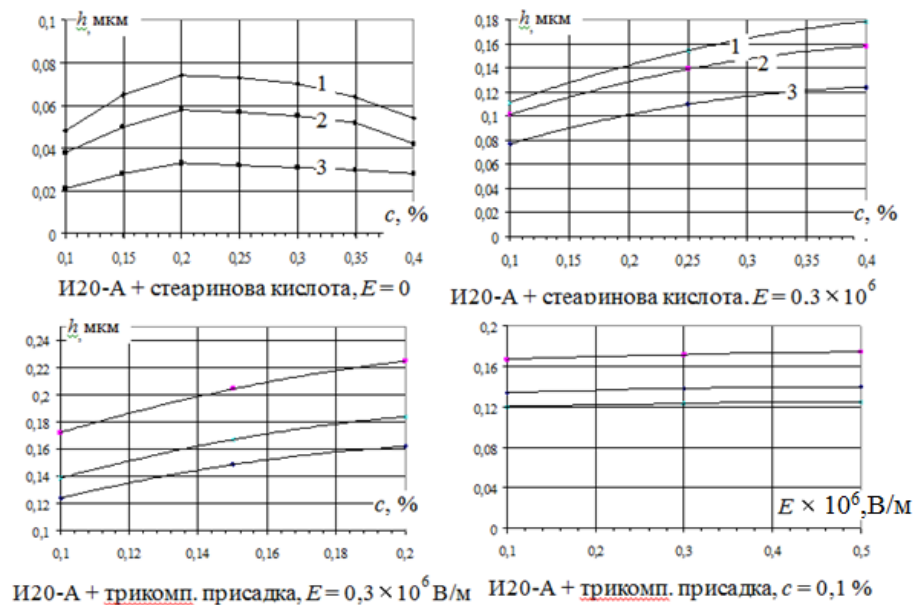 h, мкм
0,1
0,08
0,06
0,04
0,02
0
1
2
3
c, %
0,1 0,15 0,2 0,25 0,3 0,35 0,4
И20-А + стеаринова кислота, E = 0
h, мкм
0,18
0,16
0,14
0,12
0,1
0,08
0,06
0,04
0,02
0
1
2
3
c, %
0,1 0,15 0,2 0,25 0,3 0,35 0,4
И20-А + стеаринова кислота, E = 0.3 × 10⁶
h, мкм
0,24
0,22
0,2
0,18
0,16
0,14
0,12
0,1
c, %
0,1 0,12 0,14 0,16 0,18 0,2
И20-А + трикомп. присадка, E = 0,3 × 10⁶ В/м
0,2
0,16
0,12
0,08
0,04
0
E × 10⁶,В/м
0,1 0,2 0,3 0,4 0,5
И20-А + трикомп. присадка, c = 0,1 %